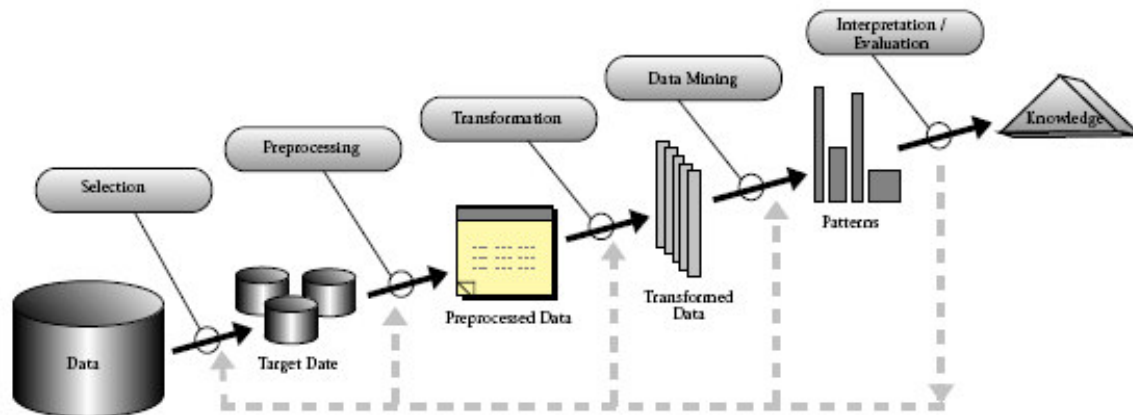 Interpretation /
Evaluation
Data Mining
Transformation
Preprocessing
Selection
Knowledge
Patterns
Transformed
Data
Preprocessed Data
Target Date
Data